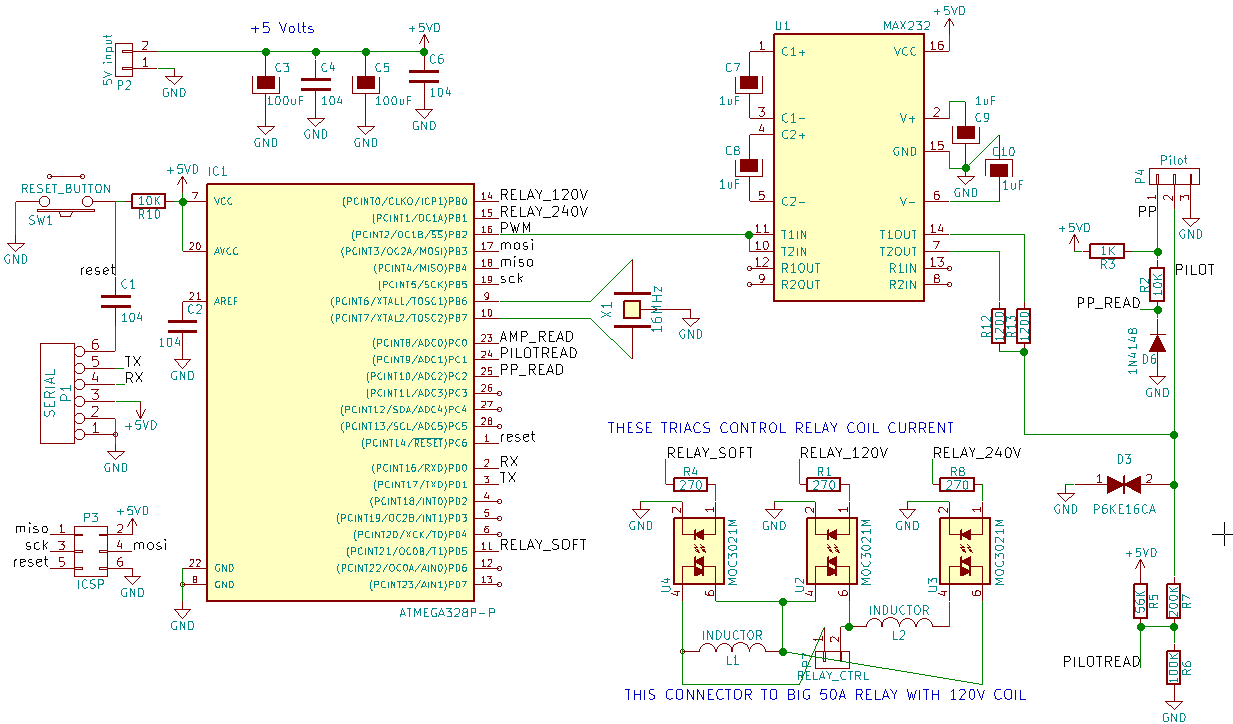 +5 Volts
+5VD
5V input
2
1
P2
GND
C3
100uF
GND
C4
104
GND
C5
100uF
GND
C6
104
GND
U1
MAX232
+5VD
1 C1+
VCC 16
C7
1uF
3 C1-
4 C2+
C8
1uF
5 C2-
11 T1IN
10 T2IN
12 R1OUT
9 R2OUT
V+ 2
1uF
C9
GND 15
GND
C10
1uF
V- 6
T1OUT 14
T2OUT 7
R1IN 13
R2IN 8
RESET_BUTTON
SW1
GND
10K
R10
+5VD
reset
C1
104
IC1
7 VCC
20 AVCC
21 AREF
C2
104
GND
22 GND
8 GND
GND
(PCINT0/CLKO/ICP1)PB0 14 RELAY_120V
(PCINT1/OC1A)PB1 15 RELAY_240V
(PCINT2/OC1B/SS)PB2 16 PWM
(PCINT3/OC2A/MOSI)PB3 17 mosi
(PCINT4/MISO)PB4 18 miso
(PCINT5/SCK)PB5 19 sck
(PCINT6/XTAL1/TOSC1)PB6 9
(PCINT7/XTAL2/TOSC2)PB7 10
(PCINT8/ADC0)PC0 23 AMP_READ
(PCINT9/ADC1)PC1 24 PILOTREAD
(PCINT10/ADC2)PC2 25 PP_READ
(PCINT11/ADC3)PC3 26
(PCINT12/SDA/ADC4)PC4 27
(PCINT13/SCL/ADC5)PC5 28
(PCINT14/RESET)PC6 1 reset
(PCINT16/RXD)PD0 2 RX
(PCINT17/TXD)PD1 3 TX
(PCINT18/INT0)PD2 4
(PCINT19/OC2B/INT1)PD3 5
(PCINT20/XCK/T0)PD4 6
(PCINT21/OC0B/T1)PD5 11 RELAY_SOFT
(PCINT22/OC0A/AIN0)PD6 12
(PCINT23/AIN1)PD7 13
ATMEGA328P-P
X1
16MHZ
GND
SERIAL
P1
6
5 TX
4 RX
3
2
1
+5VD
GND
P3
miso 1
sck 3
reset 5
2 +5VD
4 mosi
6
GND
ICSP
R12
1200
R13
1200
Pilot
P4
1
2
3
PP
GND
+5VD
1K
R3
R2
10K
PILOT
PP_READ
1N4148
D6
GND
D3
1
2
GND
P6KE16CA
+5VD
56K
R5
200K
R7
PILOTREAD
100K
R6
GND
THESE TRIACS CONTROL RELAY COIL CURRENT
RELAY_SOFT
R4
270
GND
2
1
U4
MOC3021M
4
6
RELAY_120V
R1
270
GND
2
1
U2
MOC3021M
4
6
RELAY_240V
R8
270
GND
2
1
U3
MOC3021M
4
6
INDUCTOR
L1
INDUCTOR
L2
1
2
RELAY_CTRL
THIS CONNECTOR TO BIG 50A RELAY WITH 120V COIL